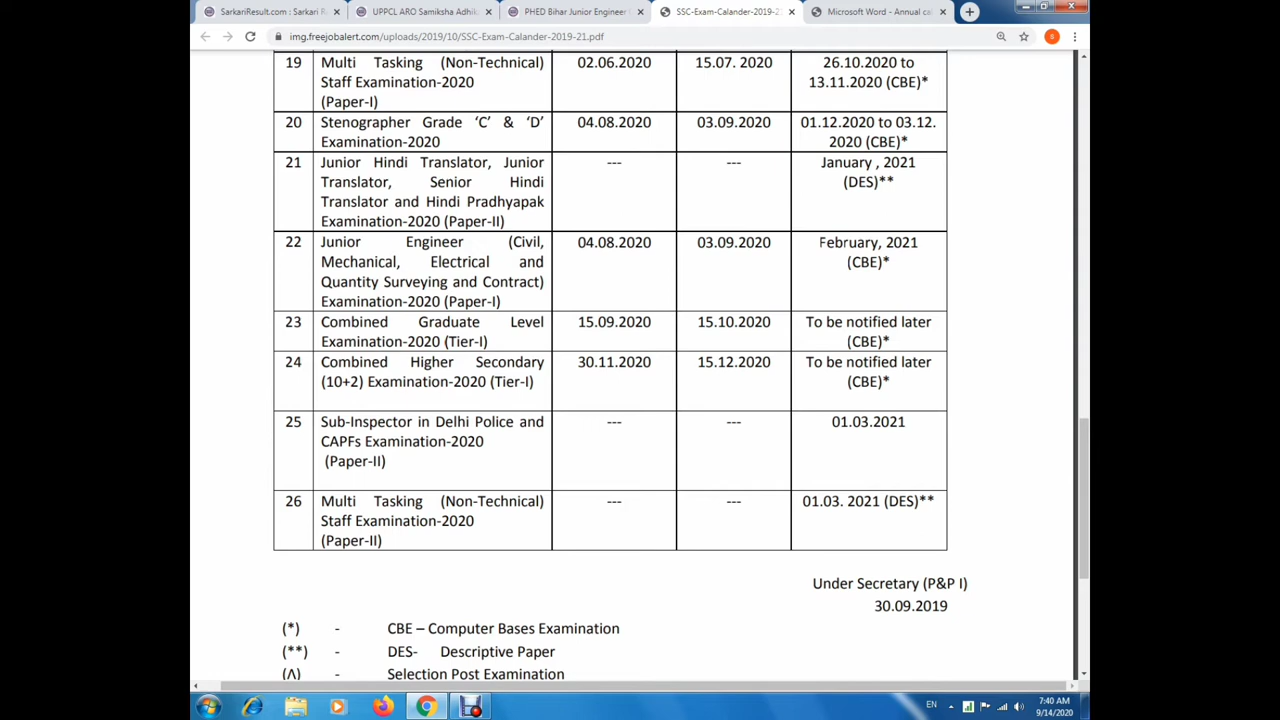 SarkariResult.com : Sarkari R
UPPCL ARO Samiksha Adhik
PHED Bihar Junior Engineer
SSC-Exam-Calander-2019-2
Microsoft Word - Annual cal
img.freejobalert.com/uploads/2019/10/SSC-Exam-Calander-2019-21.pdf
S
19 Multi Tasking (Non-Technical) 02.06.2020 15.07. 2020 26.10.2020 to
Staff Examination-2020 13.11.2020 (CBE)*
(Paper-I)
20 Stenographer Grade ‘C’ & ‘D’ 04.08.2020 03.09.2020 01.12.2020 to 03.12.
Examination-2020 2020 (CBE)*
21 Junior Hindi Translator, Junior --- --- January , 2021
Translator, Senior Hindi (DES)**
Translator and Hindi Pradhyapak
Examination-2020 (Paper-II)
22 Junior Engineer (Civil, 04.08.2020 03.09.2020 February, 2021
Mechanical, Electrical and (CBE)*
Quantity Surveying and Contract)
Examination-2020 (Paper-I)
23 Combined Graduate Level 15.09.2020 15.10.2020 To be notified later
Examination-2020 (Tier-I) (CBE)*
24 Combined Higher Secondary 30.11.2020 15.12.2020 To be notified later
(10+2) Examination-2020 (Tier-I) (CBE)*
25 Sub-Inspector in Delhi Police and --- --- 01.03.2021
CAPFs Examination-2020
(Paper-II)
26 Multi Tasking (Non-Technical) --- --- 01.03. 2021 (DES)**
Staff Examination-2020
(Paper-II)
Under Secretary (P&P I)
30.09.2019
(*) - CBE – Computer Bases Examination
(**) - DES- Descriptive Paper
(Λ) - Selection Post Examination
EN
7:40 AM
9/14/2020